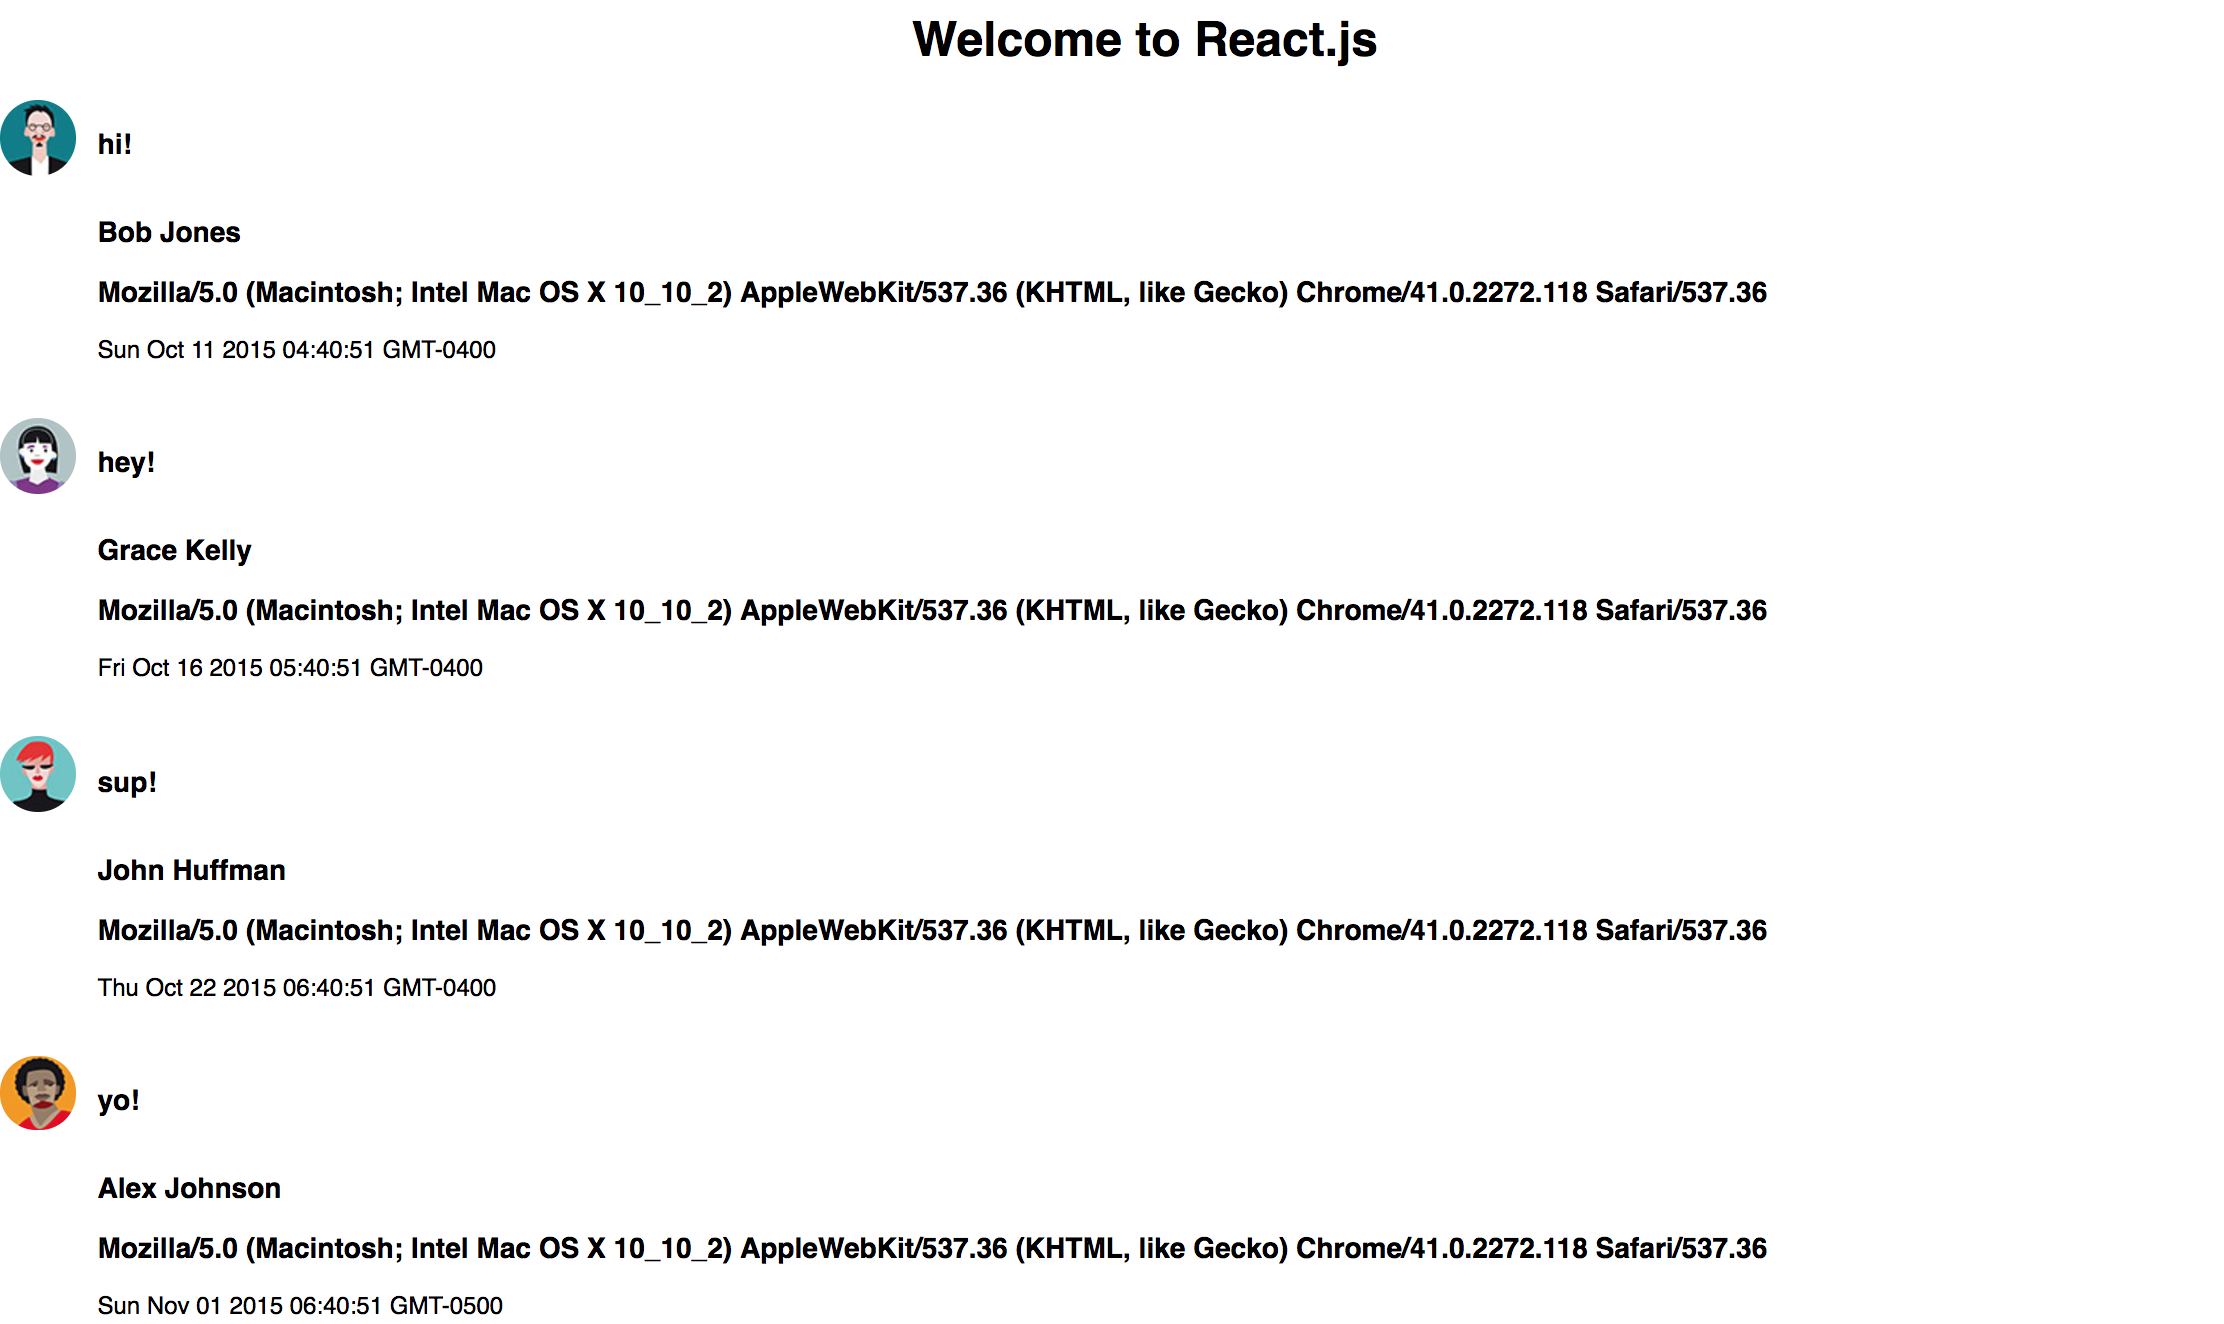 Welcome to React.js
hi!
Bob Jones
Mozilla/5.0 (Macintosh; Intel Mac OS X 10_10_2) AppleWebKit/537.36 (KHTML, like Gecko) Chrome/41.0.2272.118 Safari/537.36
Sun Oct 11 2015 04:40:51 GMT-0400
hey!
Grace Kelly
Mozilla/5.0 (Macintosh; Intel Mac OS X 10_10_2) AppleWebKit/537.36 (KHTML, like Gecko) Chrome/41.0.2272.118 Safari/537.36
Fri Oct 16 2015 05:40:51 GMT-0400
sup!
John Huffman
Mozilla/5.0 (Macintosh; Intel Mac OS X 10_10_2) AppleWebKit/537.36 (KHTML, like Gecko) Chrome/41.0.2272.118 Safari/537.36
Thu Oct 22 2015 06:40:51 GMT-0400
yo!
Alex Johnson
Mozilla/5.0 (Macintosh; Intel Mac OS X 10_10_2) AppleWebKit/537.36 (KHTML, like Gecko) Chrome/41.0.2272.118 Safari/537.36
Sun Nov 01 2015 06:40:51 GMT-0500